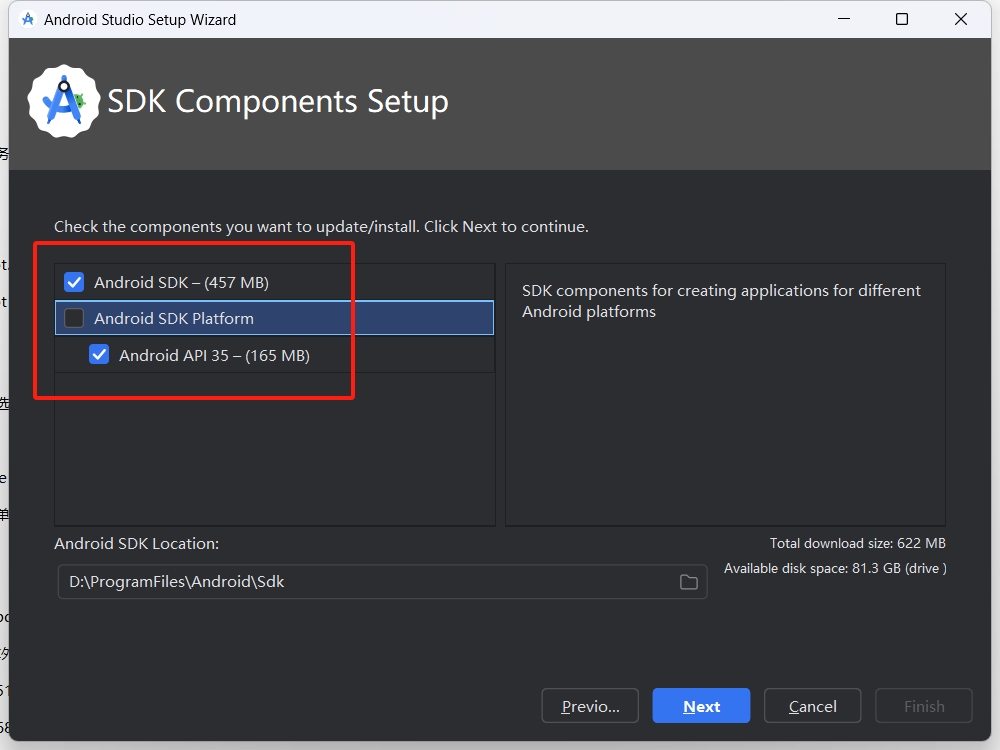 Android Studio Setup Wizard
SDK Components Setup
Check the components you want to update/install. Click Next to continue.
Android SDK – (457 MB)
Android SDK Platform
Android API 35 – (165 MB)
SDK components for creating applications for different
Android platforms
Android SDK Location:
Total download size: 622 MB
D:\ProgramFiles\Android\Sdk
Available disk space: 81.3 GB (drive )
Previo...
Next
Cancel
Finish